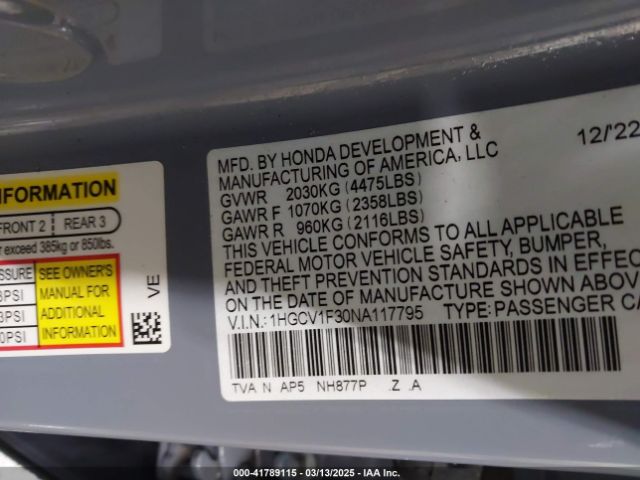 INFORMATION
FRONT 2 REAR 3
or exceed 385kg or 850lbs.
SEE OWNER'S
MANUAL FOR
ADDITIONAL
INFORMATION
VE
MFD. BY HONDA DEVELOPMENT & 12/'22
MANUFACTURING OF AMERICA, LLC
GVWR 2030KG (4475LBS)
GAWR F 1070KG (2358LBS)
GAWR R 960KG (2116LBS)
THIS VEHICLE CONFORMS TO ALL APPLICABLE
FEDERAL MOTOR VEHICLE SAFETY, BUMPER,
AND THEFT PREVENTION STANDARDS IN EFFEC
ON THE DATE OF MANUFACTURE SHOWN ABOV
V.I.N.: 1HGCV1F30NA117795 TYPE: PASSENGER CA
TVA N AP5 NH877P .Z .A
000-41789115 - 03/13/2025 - IAA Inc.